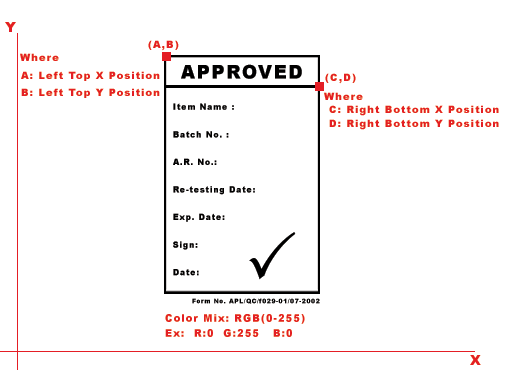 Y
(A,B)
Where
A: Left Top X Position
B: Left Top Y Position
APPROVED
(C,D)
Where
C: Right Bottom X Position
D: Right Bottom Y Position
Item Name :
Batch No. :
A.R. No.:
Re-testing Date:
Exp. Date:
Sign:
Date:
Form No. APL/QC/f029-01/07-2002
Color Mix: RGB(0-255)
Ex: R:0 G:255 B:0
X